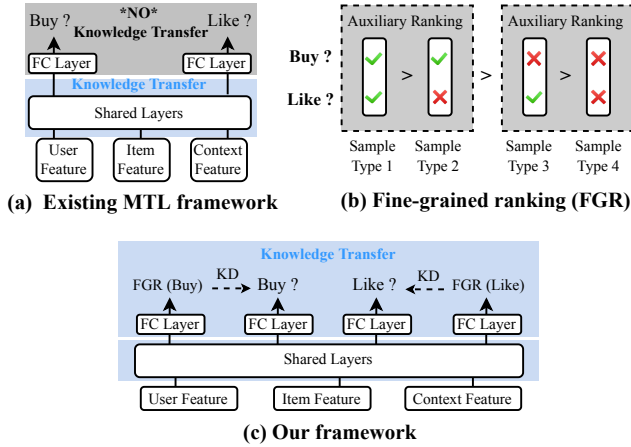 *NO*
Buy ?
Like ?
Knowledge Transfer
FC Layer
FC Layer
Knowledge Transfer
Shared Layers
User
Feature
Item
Feature
Context
Feature
(a) Existing MTL framework
Auxiliary Ranking
Auxiliary Ranking
Buy ?
> > >
Like ?
Sample
Type 1
Sample
Type 2
Sample
Type 3
Sample
Type 4
(b) Fine-grained ranking (FGR)
Knowledge Transfer
FGR (Buy) KD Buy ? Like ? KD FGR (Like)
FC Layer FC Layer FC Layer FC Layer
Shared Layers
User Feature Item Feature Context Feature
(c) Our framework